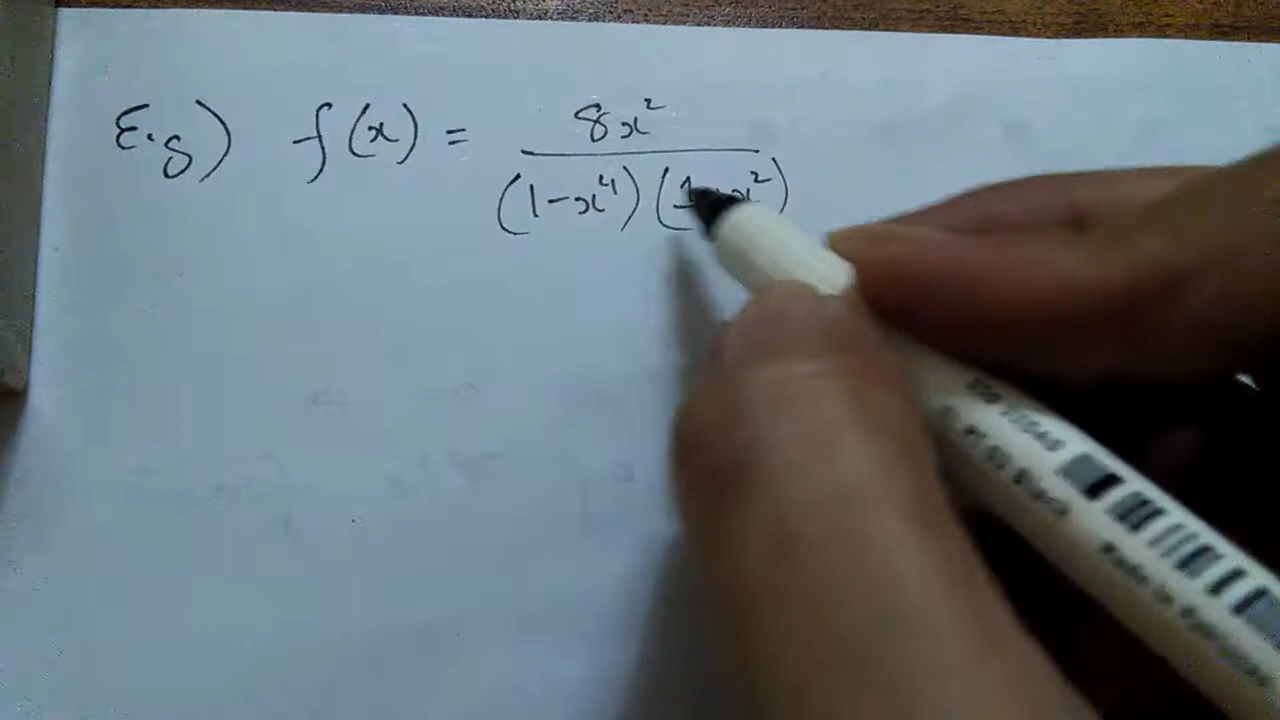 E.g) f(x) = 8x²
(1-x⁴)(1 x²)